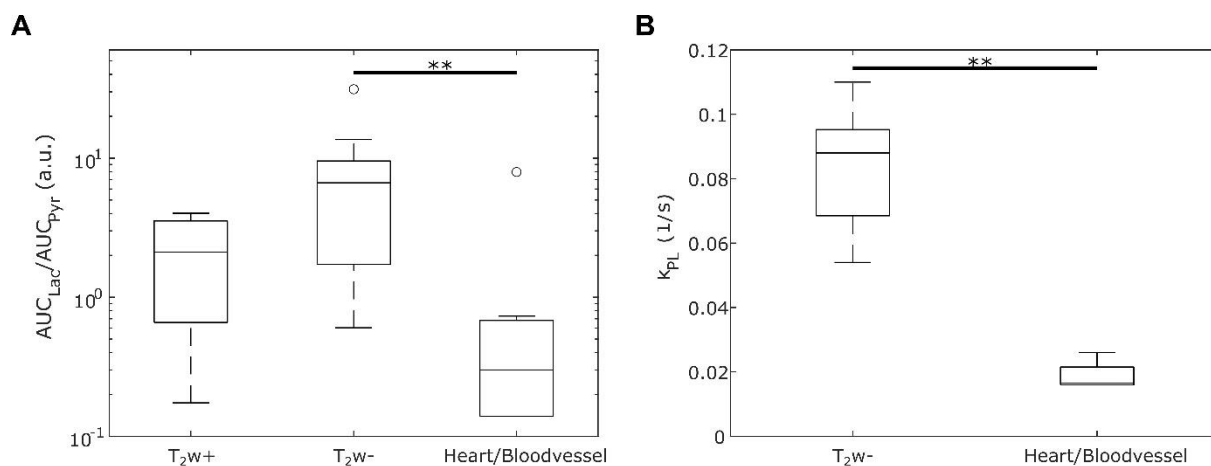 A
AUC_Lac/AUC_Pyr (a.u.)
10^1
10^0
10^-1
**
T_2w+
T_2w-
Heart/Bloodvessel
B
k_PL (1/s)
0.12
0.1
0.08
0.06
0.04
0.02
0
**
T_2w-
Heart/Bloodvessel